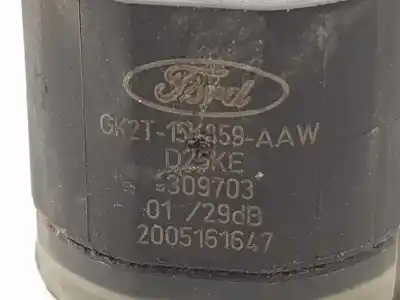 Ford
GK2T-15K859-AAW
D25KE
309703
01 /29dB
2005161647